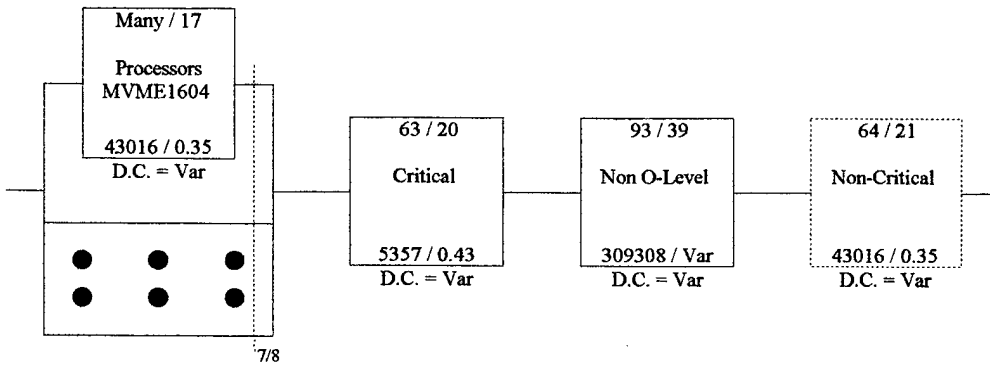 Many / 17
Processors
MVME1604
43016 / 0.35
D.C. = Var
7/8
63 / 20
Critical
5357 / 0.43
D.C. = Var
93 / 39
Non O-Level
309308 / Var
D.C. = Var
64 / 21
Non-Critical
43016 / 0.35
D.C. = Var